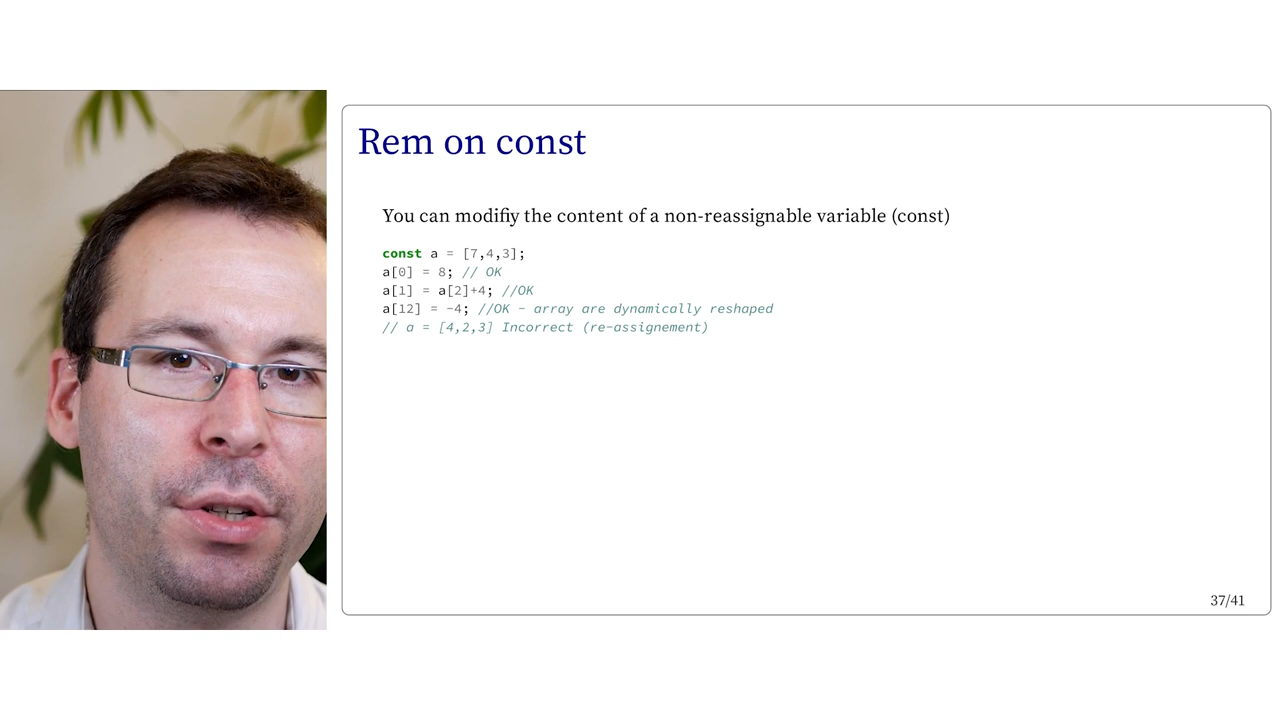 Rem on const
You can modifiy the content of a non-reassignable variable (const)
const a = [7,4,3];
a[0] = 8; // OK
a[1] = a[2]+4; //OK
a[12] = -4; //OK - array are dynamically reshaped
// a = [4,2,3] Incorrect (re-assignement)
37/41